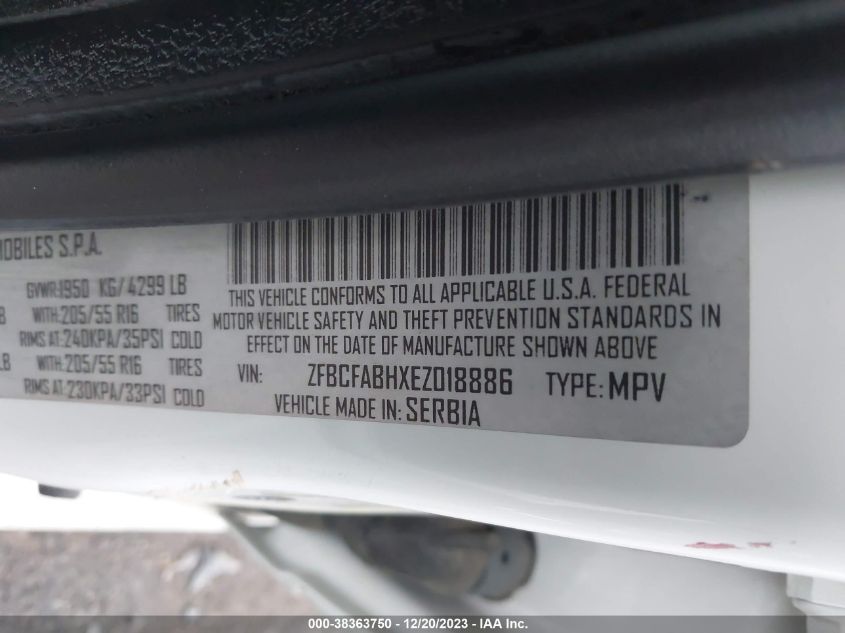 MOBILES S.P.A.
GVWR:1950 KG/4299 LB
B WITH:205/55 R16 TIRES
RIMS AT:240KPA/35PSI COLD
LB WITH:205/55 R16 TIRES
RIMS AT:230KPA/33PSI COLD
THIS VEHICLE CONFORMS TO ALL APPLICABLE U.S.A. FEDERAL
MOTOR VEHICLE SAFETY AND THEFT PREVENTION STANDARDS IN
EFFECT ON THE DATE OF MANUFACTURE SHOWN ABOVE
VIN: ZFBCFABHXEZ018886 TYPE: MPV
VEHICLE MADE IN: SERBIA
000-38363750 — 12/20/2023 — IAA Inc.